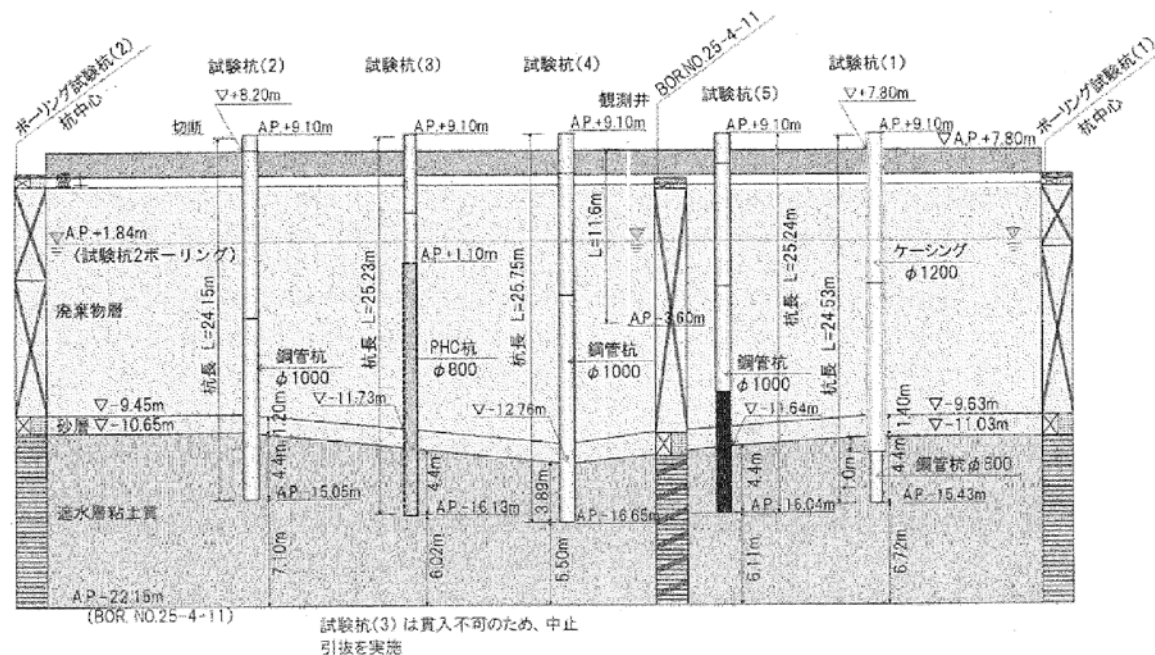 ボーリング試験杭(2)
杭中心
試験杭(2)
試験杭(3)
試験杭(4)
BOR.NO.25-4-11
試験杭(1)
ボーリング試験杭(1)
杭中心
▽+8.20m
観測井
試験杭(5)
▽+7.80m
切断
A.P.+9.10m
A.P.+9.10m
A.P.+9.10m
A.P.+9.10m
A.P.+9.10m
▽A.P.+7.80m
盛土
A.P.+1.84m
(試験杭2ボーリング)
A.P.+1.10m
L=11.6m
ケーシング
φ1200
杭長 L=24.15m
杭長 L=25.23m
杭長 L=25.75m
杭長 L=25.24m
杭長 L=24.53m
廃棄物層
A.P.-3.60m
鋼管杭
φ1000
PHC杭
φ800
鋼管杭
φ1000
鋼管杭
φ1000
▽-9.45m
▽-11.73m
▽-12.76m
▽-11.64m
▽-9.63m
砂層
▽-10.65m
1.20m
1.40m
▽-11.03m
4.4m
4.4m
3.89m
4.4m
1.0m
4.4m
鋼管杭φ800
A.P.-15.05m
A.P.-16.13m
A.P.-16.65m
A.P.-16.04m
A.P.-15.43m
遮水層粘土質
7.10m
6.02m
5.50m
6.11m
6.72m
A.P.-22.15m
(BOR. NO.25-4-11)
試験杭(3) は貫入不可のため、中止
引抜を実施